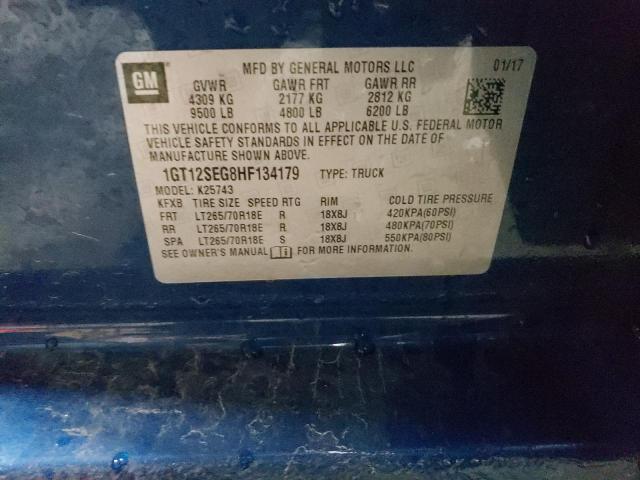 GM
MFD BY GENERAL MOTORS LLC 01/17
GVWR GAWR FRT GAWR RR
4309 KG 2177 KG 2812 KG
9500 LB 4800 LB 6200 LB
THIS VEHICLE CONFORMS TO ALL APPLICABLE U.S. FEDERAL MOTOR
VEHICLE SAFETY STANDARDS IN EFFECT ON THE DATE OF
MANUFACTURE SHOWN ABOVE.
1GT12SEG8HF134179 TYPE: TRUCK
MODEL: K25743
KFXB TIRE SIZE SPEED RTG RIM COLD TIRE PRESSURE
FRT LT265/70R18E R 18X8J 420KPA(60PSI)
RR LT265/70R18E R 18X8J 480KPA(70PSI)
SPA LT265/70R18E S 18X8J 550KPA(80PSI)
SEE OWNER'S MANUAL FOR MORE INFORMATION.